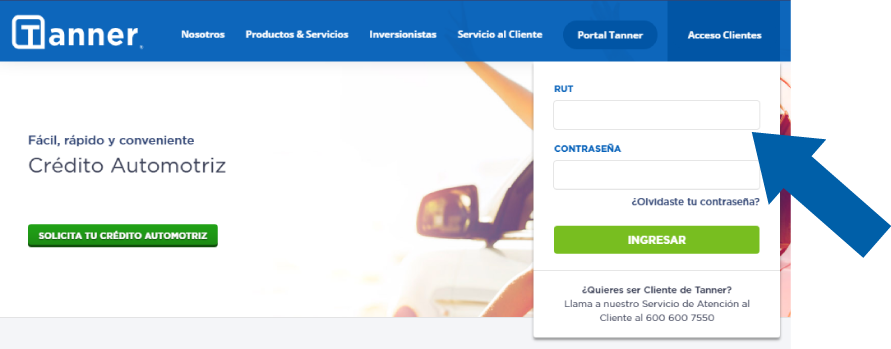 Tanner
Nosotros Productos & Servicios Inversionistas Servicio al Cliente Portal Tanner Acceso Clientes
Fácil, rápido y conveniente
Crédito Automotriz
SOLICITA TU CRÉDITO AUTOMOTRIZ
RUT
CONTRASEÑA
¿Olvidaste tu contraseña?
INGRESAR
¿Quieres ser Cliente de Tanner?
Llama a nuestro Servicio de Atención al
Cliente al 600 600 7550